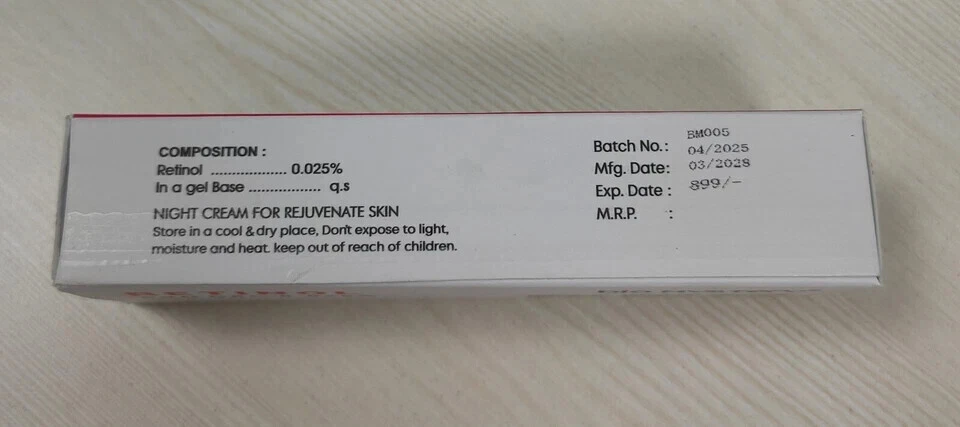 COMPOSITION :
Retinol .................. 0.025%
In a gel Base ................. q.s
NIGHT CREAM FOR REJUVENATE SKIN
Store in a cool & dry place, Don't expose to light,
moisture and heat. keep out of reach of children.
Batch No.: BM005
Mfg. Date: 04/2025
Exp. Date : 03/2028
M.R.P. : 899/-
RETINOL